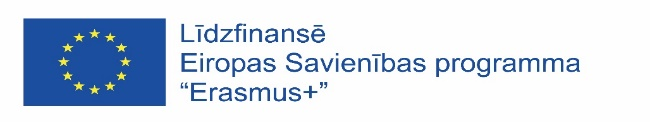 Līdzfinansē
Eiropas Savienības programma
“Erasmus+”